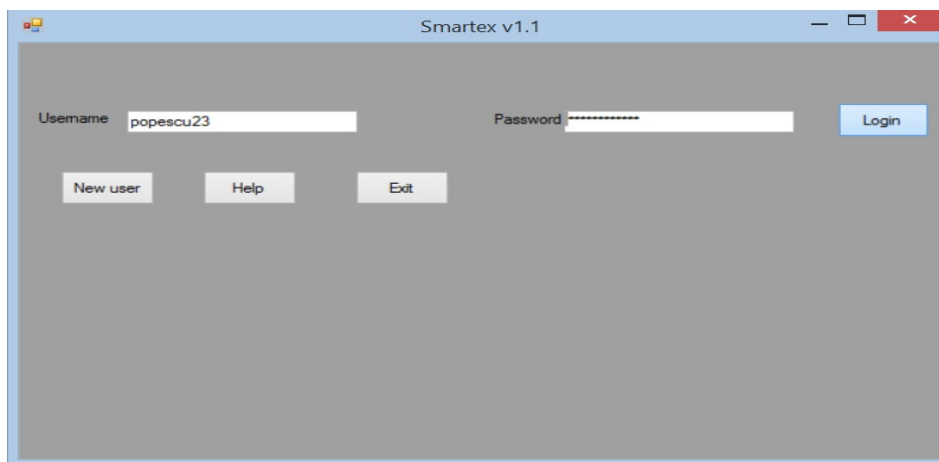 Smartex v1.1
Username popescu23 Password ************ Login
New user Help Exit